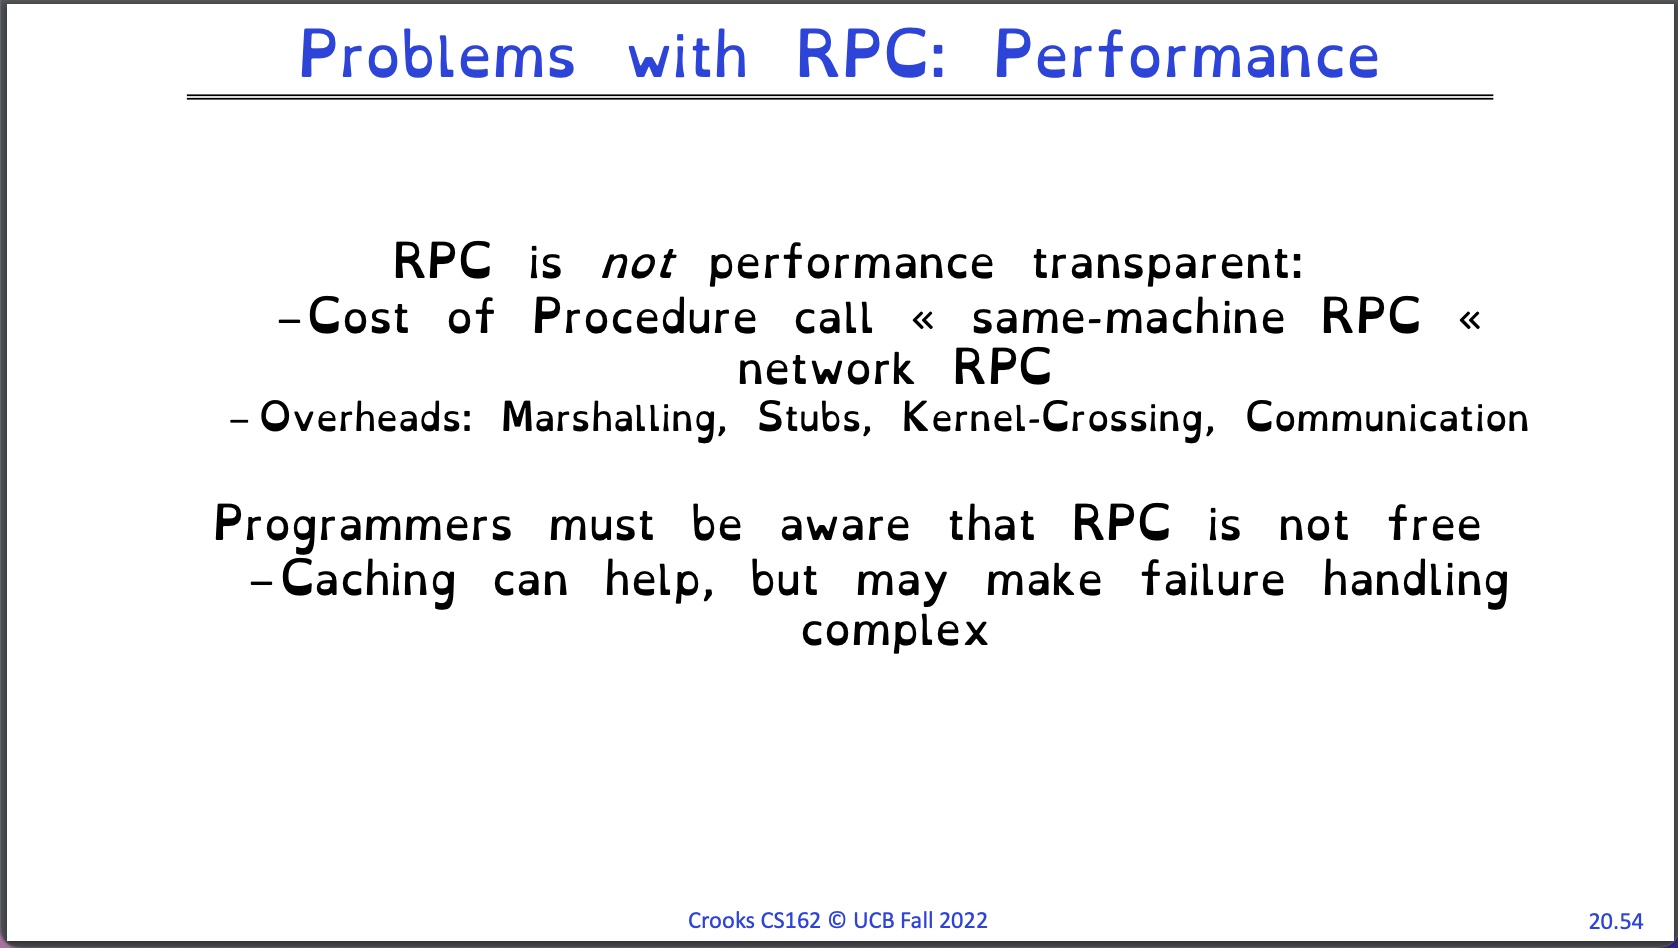 Problems with RPC: Performance
RPC is not performance transparent:
–Cost of Procedure call « same-machine RPC «
network RPC
– Overheads: Marshalling, Stubs, Kernel-Crossing, Communication
Programmers must be aware that RPC is not free
–Caching can help, but may make failure handling
complex
Crooks CS162 © UCB Fall 2022
20.54